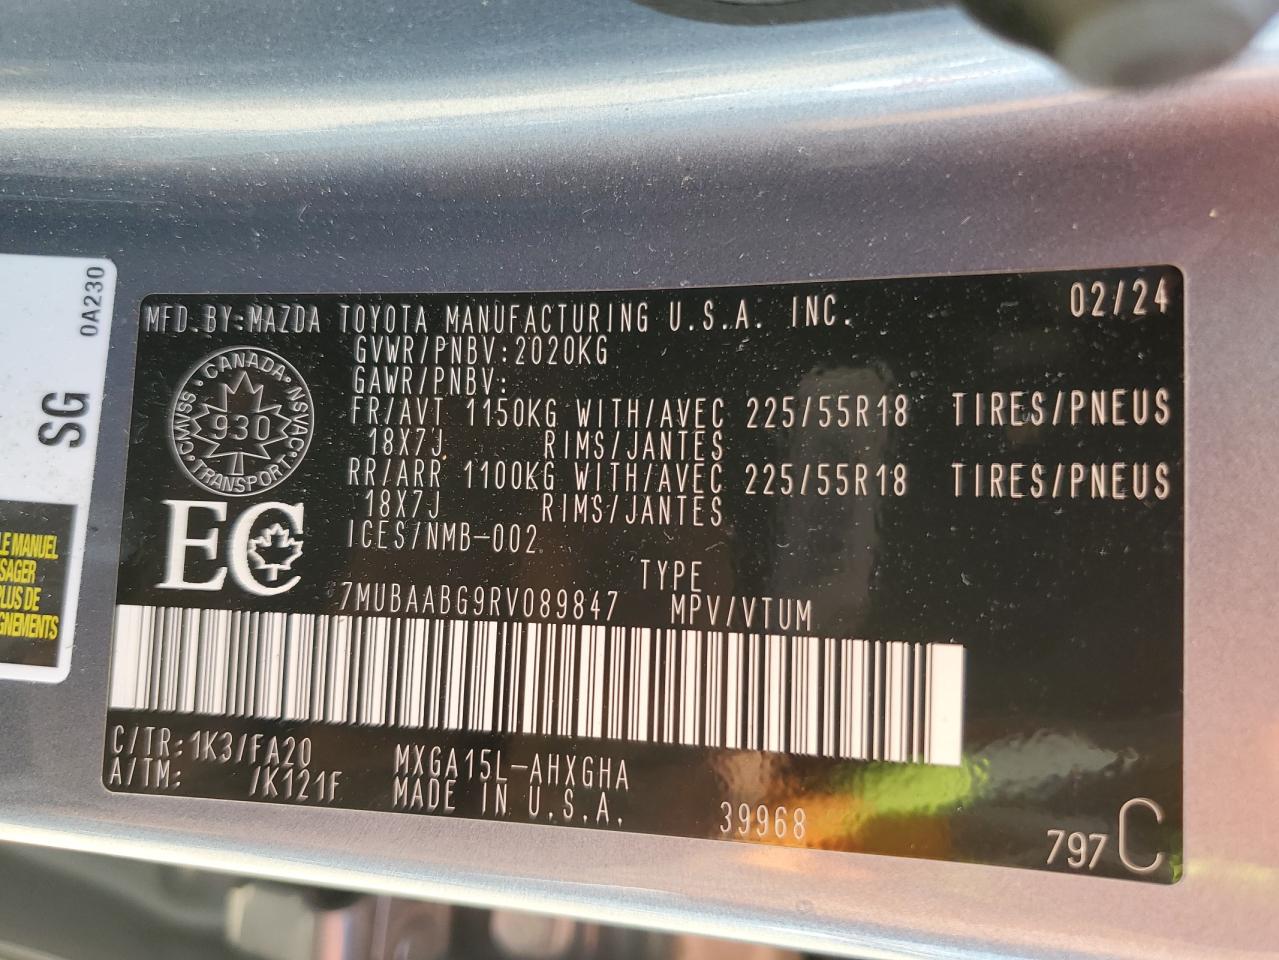 0A230
SG
LE MANUEL
SAGER
PLUS DE
GNEMENTS
MFD.BY:MAZDA TOYOTA MANUFACTURING U.S.A. INC. 02/24
GVWR/PNBV:2020KG
GAWR/PNBV:
FR/AVT 1150KG WITH/AVEC 225/55R18 TIRES/PNEUS
18X7J RIMS/JANTES
RR/ARR 1100KG WITH/AVEC 225/55R18 TIRES/PNEUS
18X7J RIMS/JANTES
ICES/NMB-002
CANADA
NSVAC
TRANSPORT
CMVSS
930
EC
TYPE
7MUBAABG9RV089847 MPV/VTUM
C/TR:1K3/FA20 MXGA15L-AHXGHA
A/TM: /K121F MADE IN U.S.A. 39968
797C